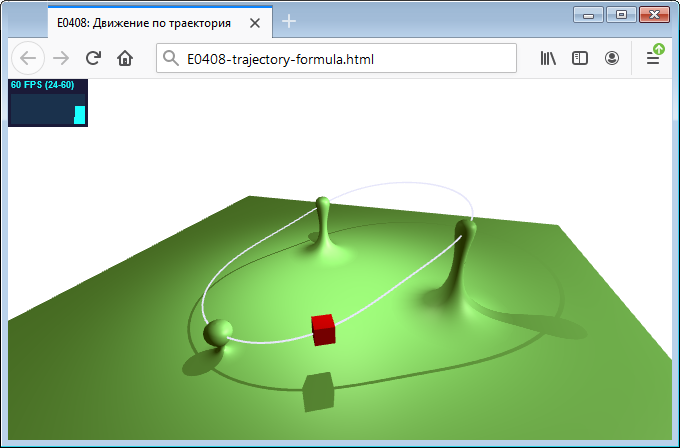 E0408: Движение по траектория
E0408-trajectory-formula.html
60 FPS (24-60)